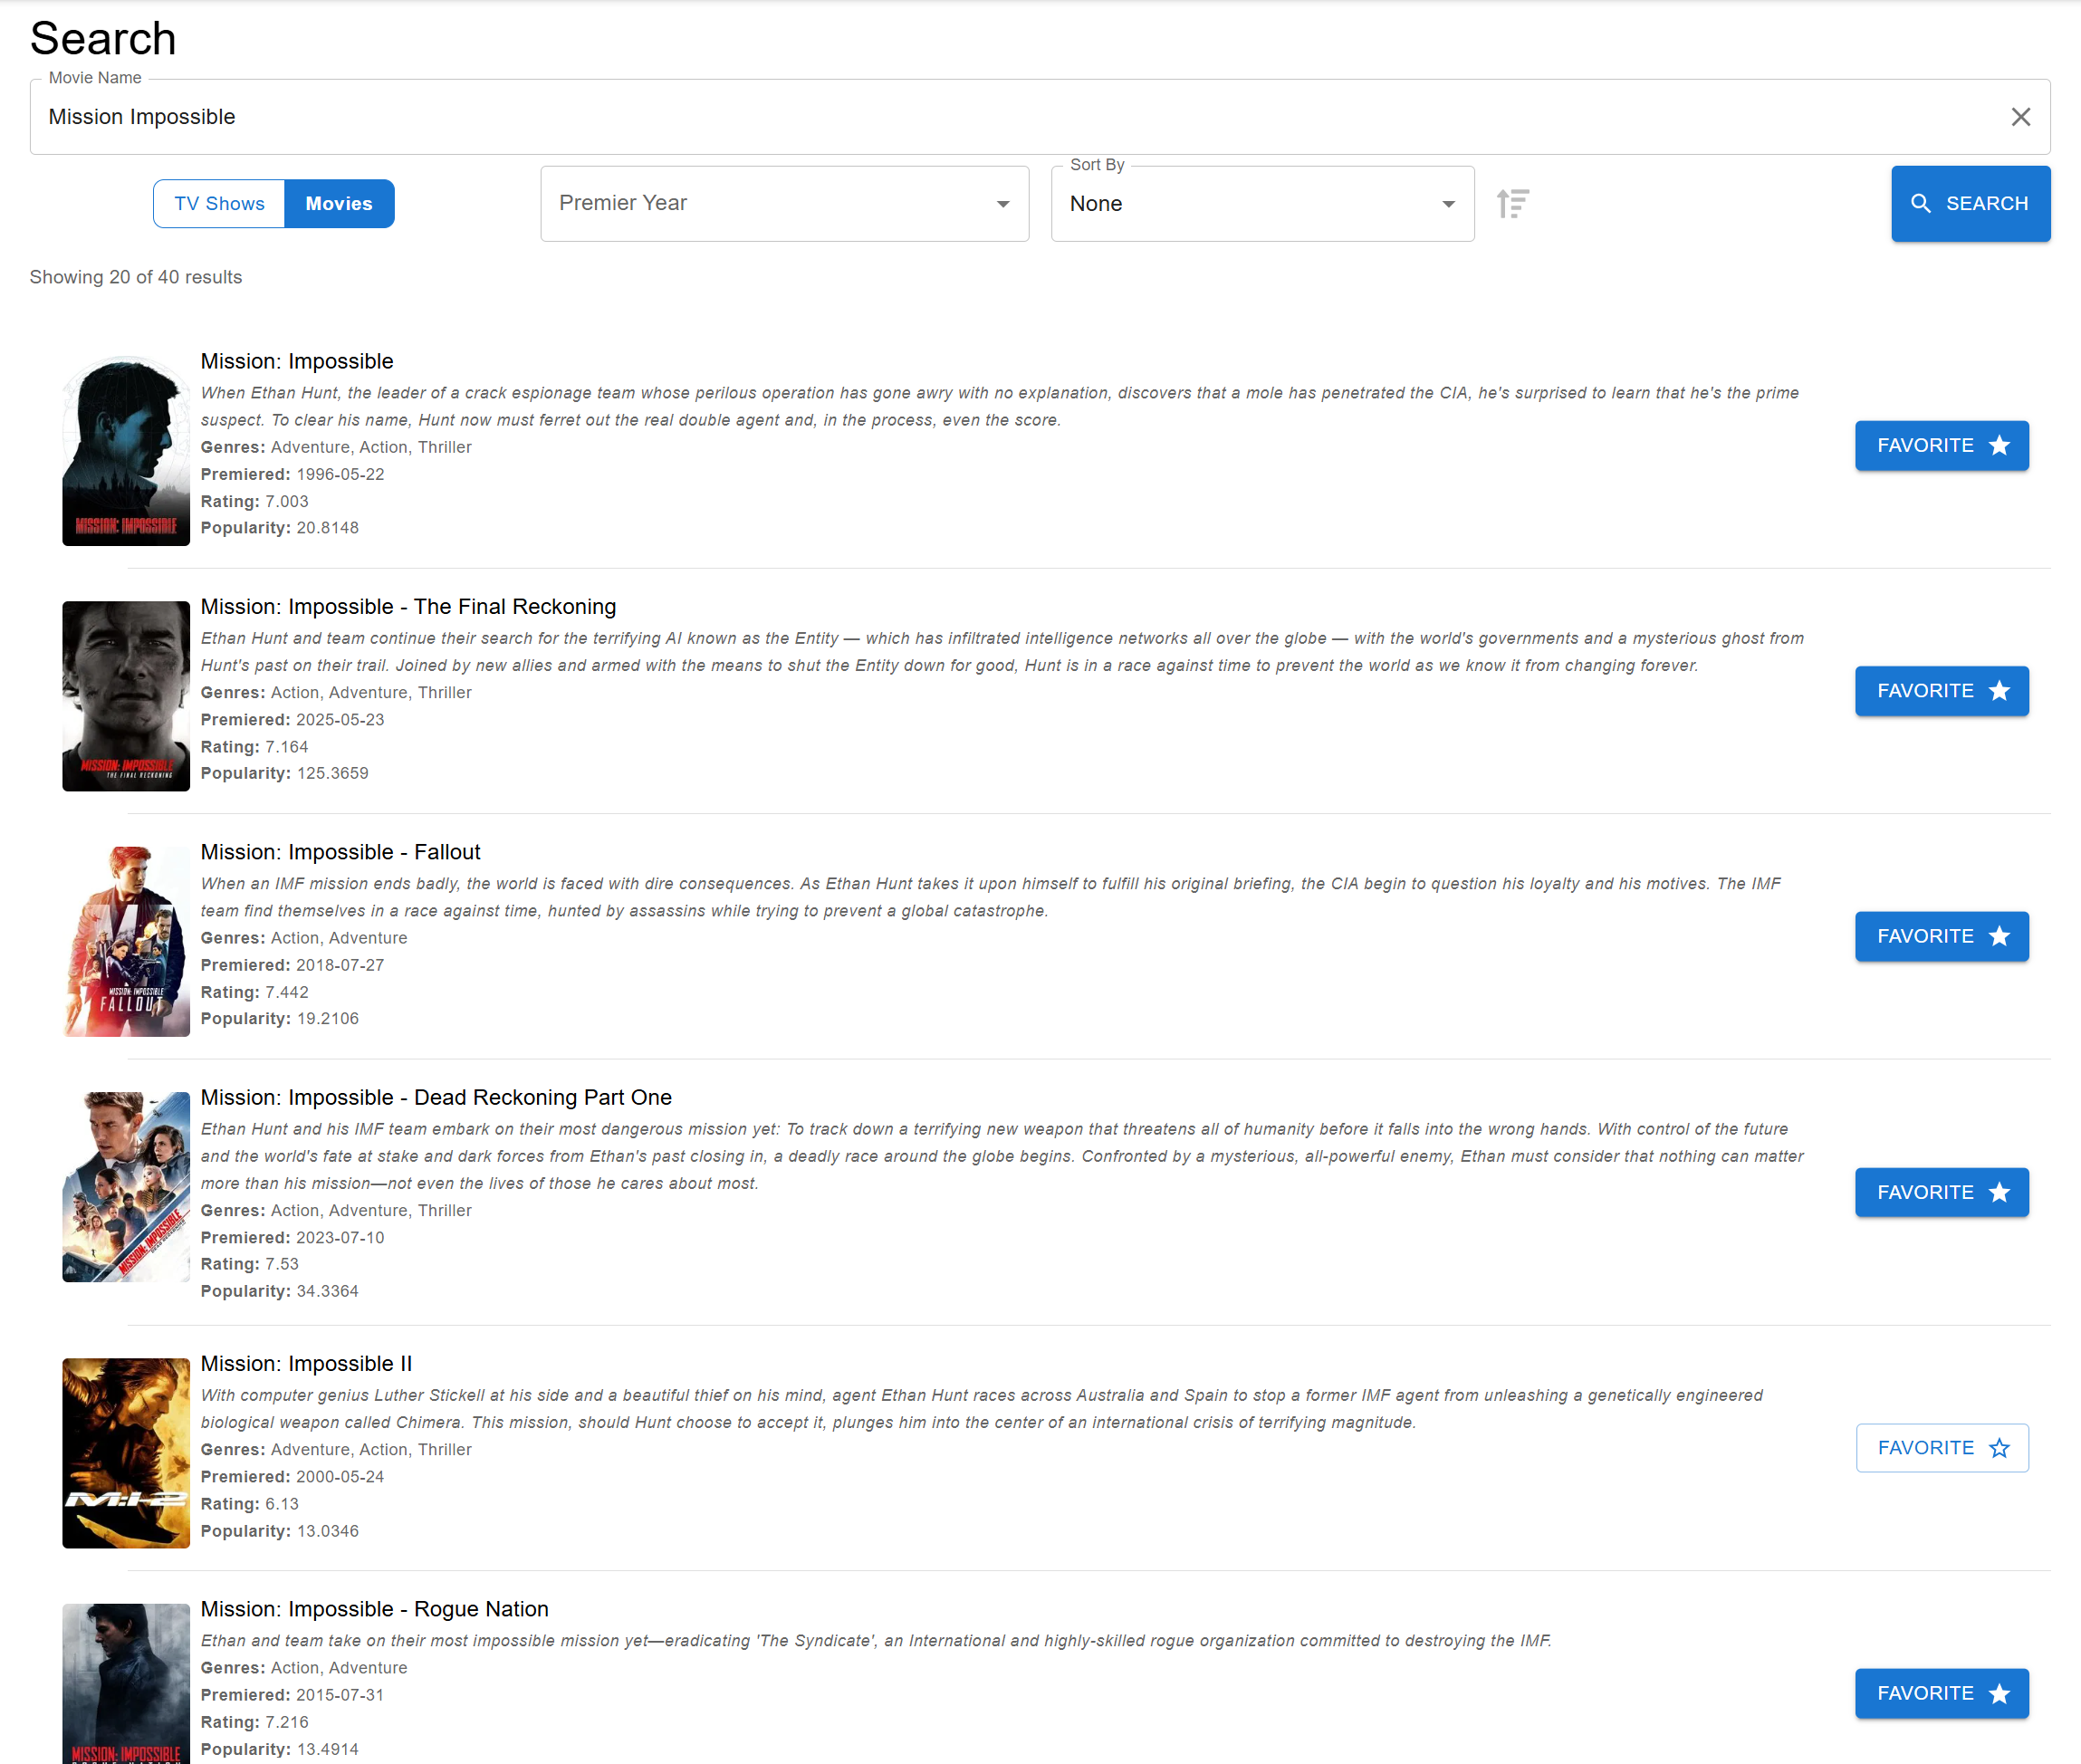 Search
Movie Name
Mission Impossible
TV Shows
Movies
Premier Year
Sort By
None
SEARCH
Showing 20 of 40 results
MISSION: IMPOSSIBLE
Mission: Impossible
When Ethan Hunt, the leader of a crack espionage team whose perilous operation has gone awry with no explanation, discovers that a mole has penetrated the CIA, he's surprised to learn that he's the prime
suspect. To clear his name, Hunt now must ferret out the real double agent and, in the process, even the score.
Genres: Adventure, Action, Thriller
Premiered: 1996-05-22
Rating: 7.003
Popularity: 20.8148
FAVORITE
MISSION: IMPOSSIBLE
THE FINAL RECKONING
Mission: Impossible - The Final Reckoning
Ethan Hunt and team continue their search for the terrifying AI known as the Entity — which has infiltrated intelligence networks all over the globe — with the world's governments and a mysterious ghost from
Hunt's past on their trail. Joined by new allies and armed with the means to shut the Entity down for good, Hunt is in a race against time to prevent the world as we know it from changing forever.
Genres: Action, Adventure, Thriller
Premiered: 2025-05-23
Rating: 7.164
Popularity: 125.3659
FAVORITE
MISSION: IMPOSSIBLE
FALLOUT
Mission: Impossible - Fallout
When an IMF mission ends badly, the world is faced with dire consequences. As Ethan Hunt takes it upon himself to fulfill his original briefing, the CIA begin to question his loyalty and his motives. The IMF
team find themselves in a race against time, hunted by assassins while trying to prevent a global catastrophe.
Genres: Action, Adventure
Premiered: 2018-07-27
Rating: 7.442
Popularity: 19.2106
FAVORITE
MISSION: IMPOSSIBLE
Mission: Impossible - Dead Reckoning Part One
Ethan Hunt and his IMF team embark on their most dangerous mission yet: To track down a terrifying new weapon that threatens all of humanity before it falls into the wrong hands. With control of the future
and the world's fate at stake and dark forces from Ethan's past closing in, a deadly race around the globe begins. Confronted by a mysterious, all-powerful enemy, Ethan must consider that nothing can matter
more than his mission—not even the lives of those he cares about most.
Genres: Action, Adventure, Thriller
Premiered: 2023-07-10
Rating: 7.53
Popularity: 34.3364
FAVORITE
M:I-2
Mission: Impossible II
With computer genius Luther Stickell at his side and a beautiful thief on his mind, agent Ethan Hunt races across Australia and Spain to stop a former IMF agent from unleashing a genetically engineered
biological weapon called Chimera. This mission, should Hunt choose to accept it, plunges him into the center of an international crisis of terrifying magnitude.
Genres: Adventure, Action, Thriller
Premiered: 2000-05-24
Rating: 6.13
Popularity: 13.0346
FAVORITE
MISSION: IMPOSSIBLE
Mission: Impossible - Rogue Nation
Ethan and team take on their most impossible mission yet—eradicating 'The Syndicate', an International and highly-skilled rogue organization committed to destroying the IMF.
Genres: Action, Adventure
Premiered: 2015-07-31
Rating: 7.216
Popularity: 13.4914
FAVORITE